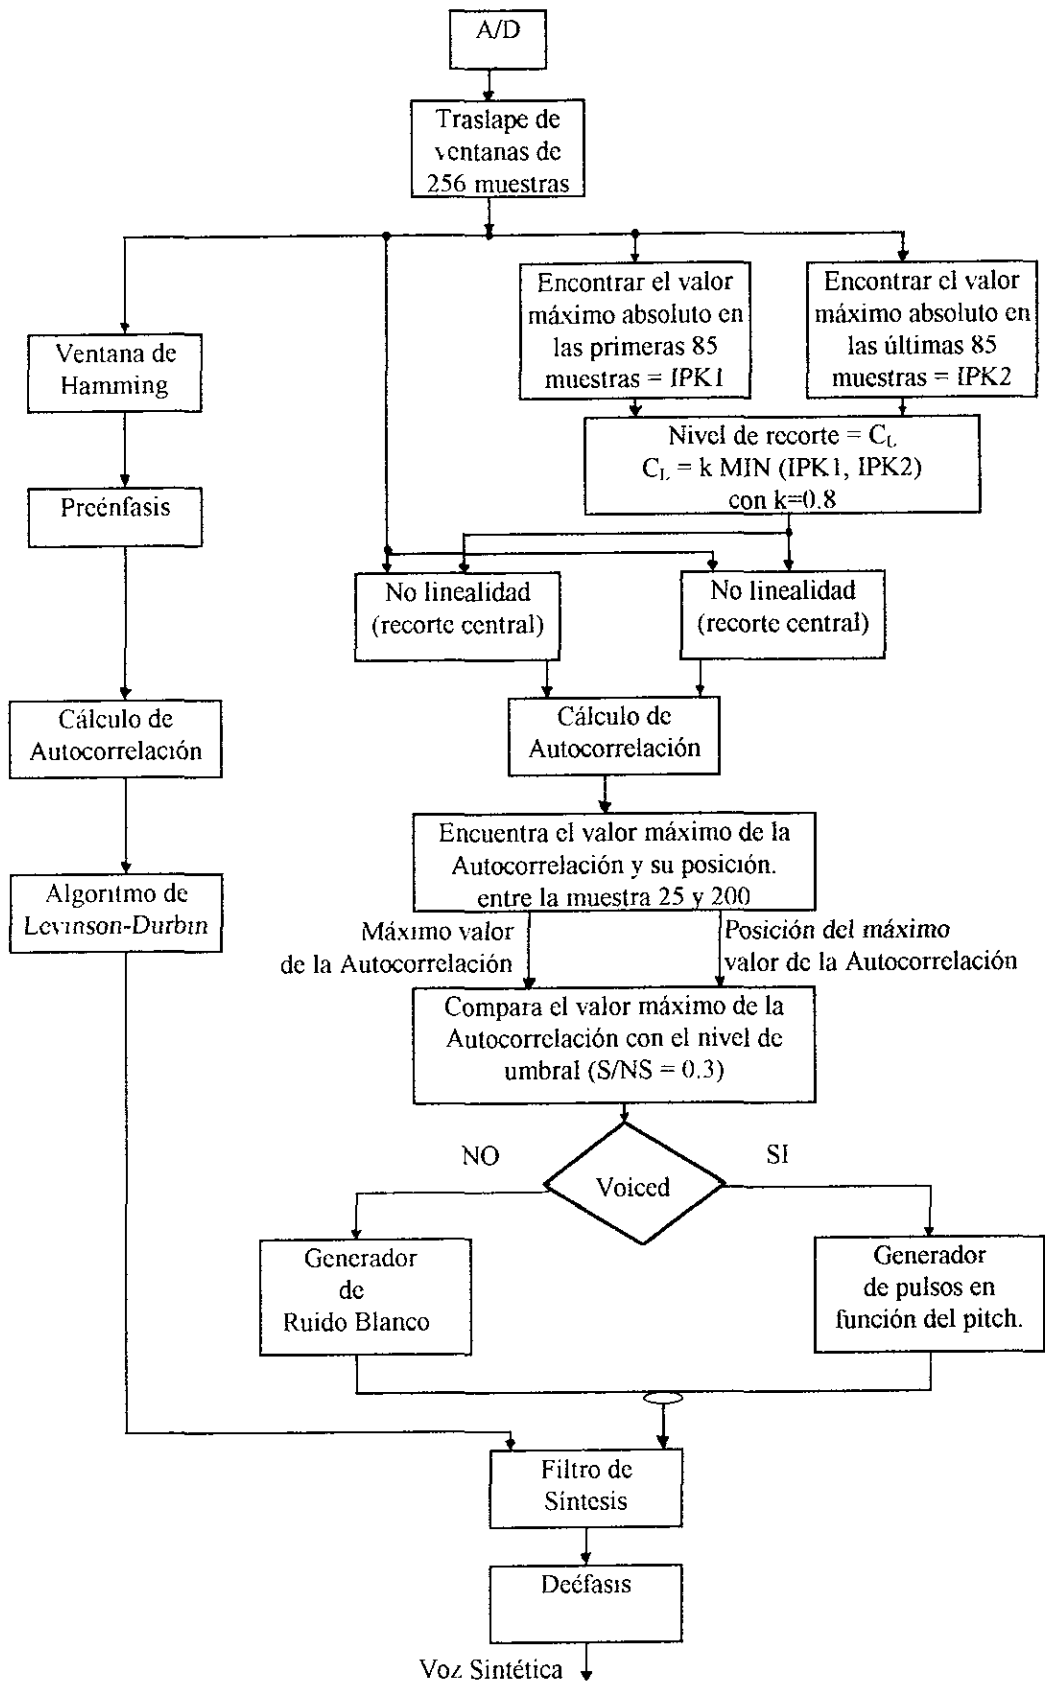 A/D
Traslape de
ventanas de
256 muestras
Encontrar el valor
máximo absoluto en
las primeras 85
muestras = IPK1
Encontrar el valor
máximo absoluto en
las últimas 85
muestras = IPK2
Ventana de
Hamming
Nivel de recorte = C_L
C_L = k MIN (IPK1, IPK2)
con k=0.8
Preénfasis
No linealidad
(recorte central)
No linealidad
(recorte central)
Cálculo de
Autocorrelación
Cálculo de
Autocorrelación
Encuentra el valor máximo de la
Autocorrelación y su posición.
entre la muestra 25 y 200
Algoritmo de
Levinson-Durbin
Máximo valor
de la Autocorrelación
Posición del máximo
valor de la Autocorrelación
Compara el valor máximo de la
Autocorrelación con el nivel de
umbral (S/NS = 0.3)
NO
SI
Voiced
Generador
de
Ruido Blanco
Generador
de pulsos en
función del pitch.
Filtro de
Síntesis
Deéfasis
Voz Sintética